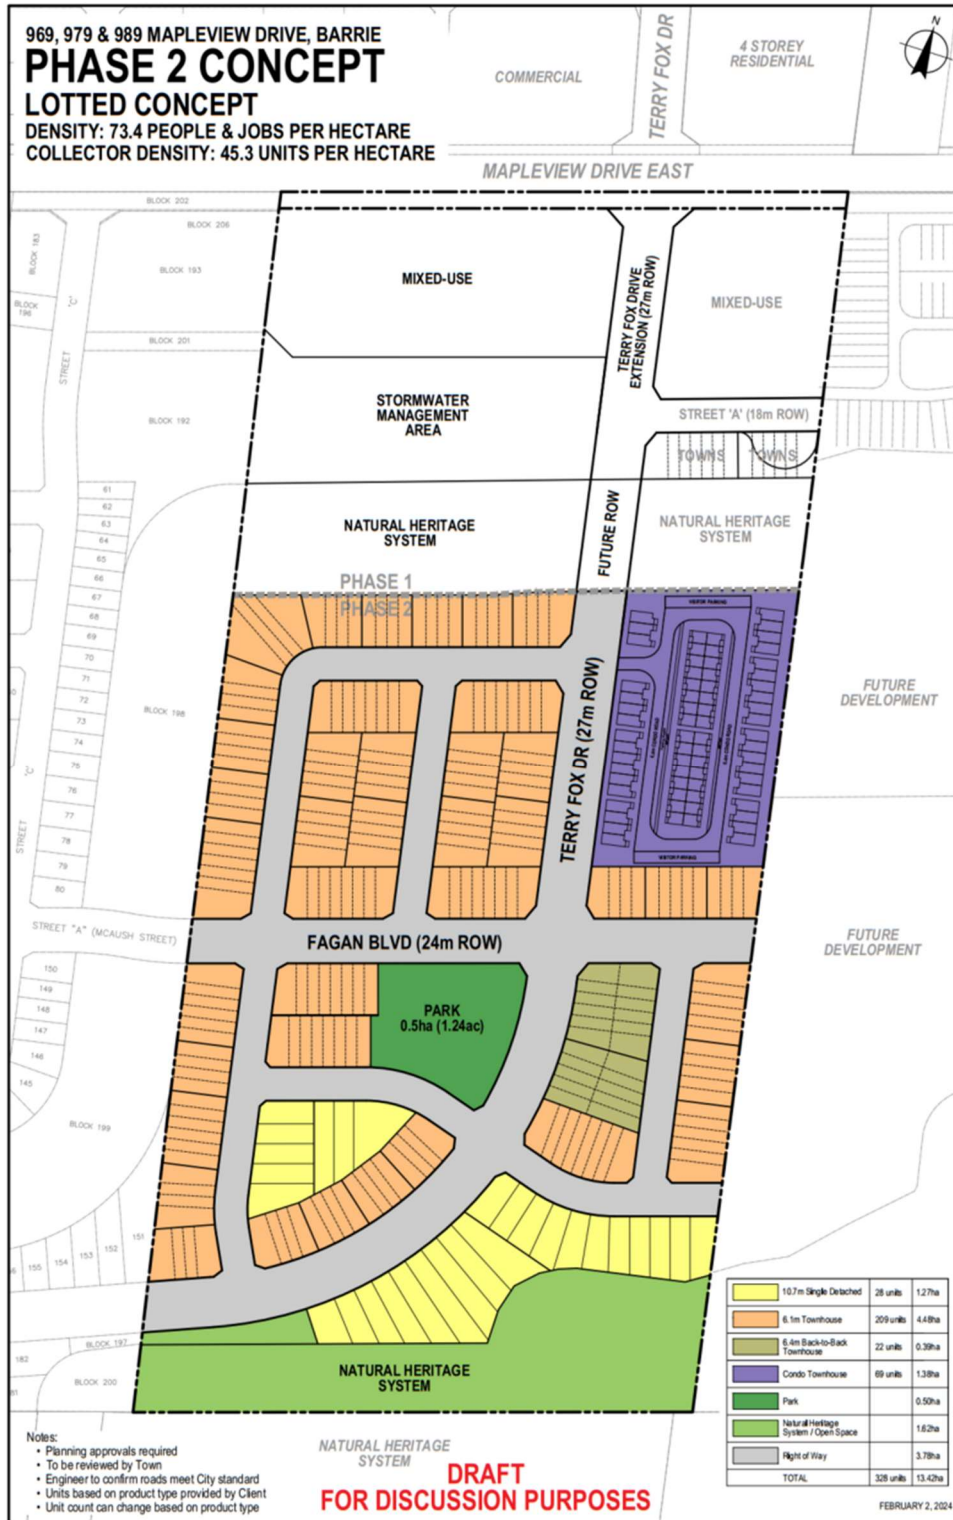 969, 979 & 989 MAPLEVIEW DRIVE, BARRIE
PHASE 2 CONCEPT
LOTTED CONCEPT
DENSITY: 73.4 PEOPLE & JOBS PER HECTARE
COLLECTOR DENSITY: 45.3 UNITS PER HECTARE
COMMERCIAL
TERRY FOX DR
4 STOREY
RESIDENTIAL
N
MAPLEVIEW DRIVE EAST
BLOCK 202
BLOCK 206
BLOCK 183
BLOCK 193
BLOCK
196
BLOCK 201
STREET
BLOCK 192
MIXED-USE
TERRY FOX DRIVE
EXTENSION (27m ROW)
MIXED-USE
STORMWATER
MANAGEMENT
AREA
STREET 'A' (18m ROW)
TOWNS
TOWNS
NATURAL HERITAGE
SYSTEM
FUTURE ROW
NATURAL HERITAGE
SYSTEM
PHASE 1
PHASE 2
61
62
63
64
65
66
67
68
69
70
71
72
73
74
75
76
77
78
79
80
BLOCK 198
STREET
VISITOR PARKING
VISITOR PARKING
TERRY FOX DR (27m ROW)
FUTURE
DEVELOPMENT
STREET "A" (MCAUSH STREET)
FAGAN BLVD (24m ROW)
FUTURE
DEVELOPMENT
150
149
148
147
146
145
PARK
0.5ha (1.24ac)
BLOCK 199
151
152
153
154
155
BLOCK 197
182
BLOCK 200
NATURAL HERITAGE
SYSTEM
10.7m Single Detached 28 units 1.27ha
6.1m Townhouse 209 units 4.48ha
6.4m Back-to-Back
Townhouse 22 units 0.39ha
Condo Townhouse 69 units 1.38ha
Park 0.50ha
Natural Heritage
System / Open Space 1.62ha
Right of Way 3.78ha
TOTAL 328 units 13.42ha
Notes:
• Planning approvals required
• To be reviewed by Town
• Engineer to confirm roads meet City standard
• Units based on product type provided by Client
• Unit count can change based on product type
NATURAL HERITAGE
SYSTEM
DRAFT
FOR DISCUSSION PURPOSES
FEBRUARY 2, 2024